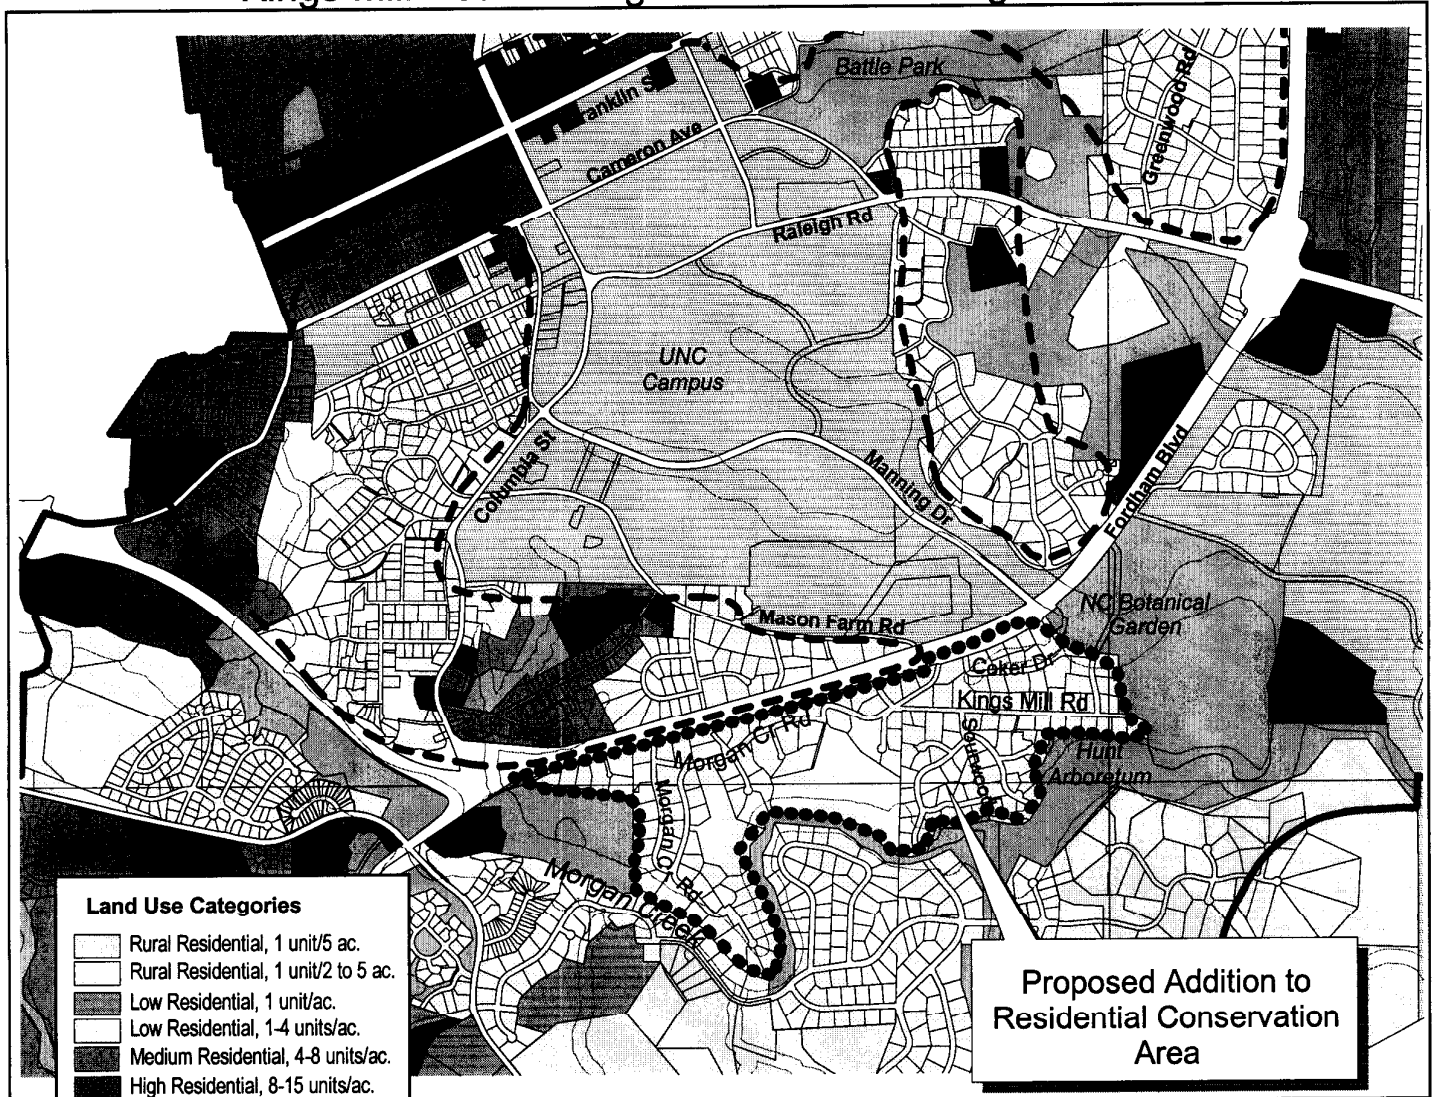 Battle Park
Greenwood Rd
Cameron Ave
Raleigh Rd
UNC
Campus
Columbia St
Manning Dr
Fordham Blvd
NC Botanical
Garden
Mason Farm Rd
Coker Dr
Kings Mill Rd
Morgan Cr Rd
Hunt
Arboretum
Morgan Cr Rd
Morgan Creek
Land Use Categories
Rural Residential, 1 unit/5 ac.
Rural Residential, 1 unit/2 to 5 ac.
Low Residential, 1 unit/ac.
Low Residential, 1-4 units/ac.
Medium Residential, 4-8 units/ac.
High Residential, 8-15 units/ac.
Proposed Addition to
Residential Conservation
Area